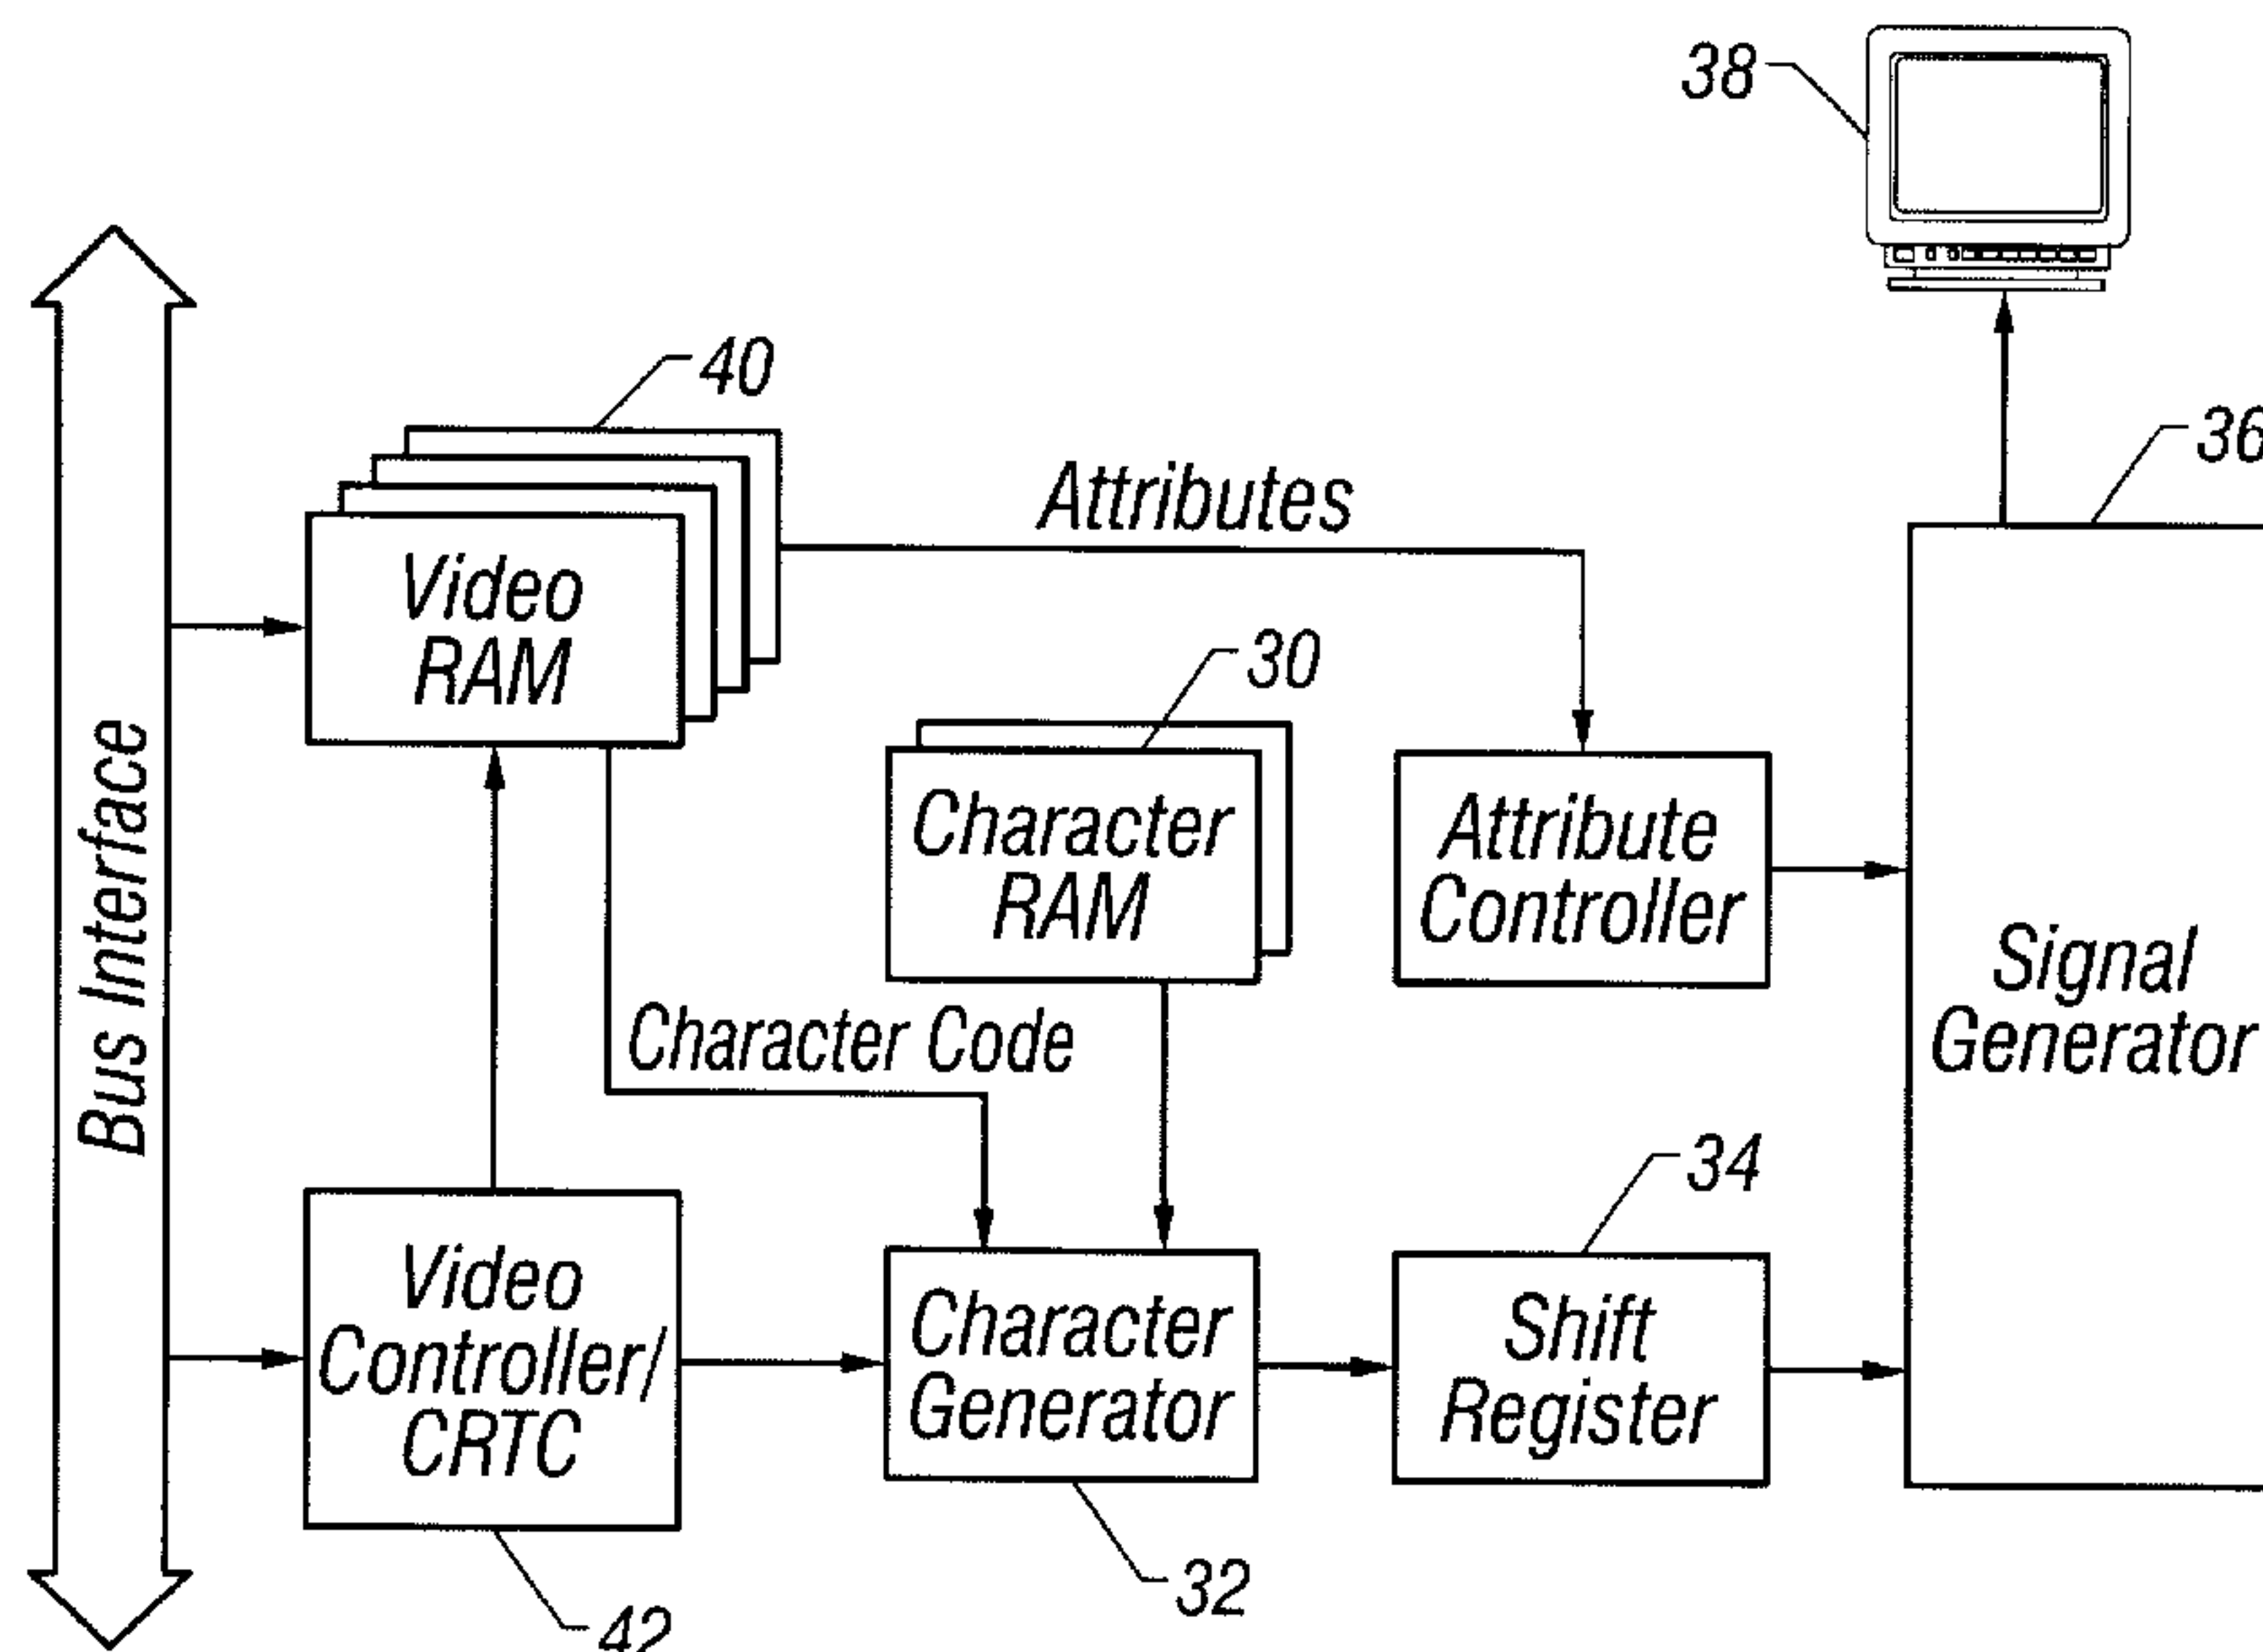 38
40
36
Attributes
Video
RAM
30
Bus Interface
Character
RAM
Attribute
Controller
Signal
Generator
Character Code
34
Video
Controller/
CRTC
Character
Generator
Shift
Register
32
42